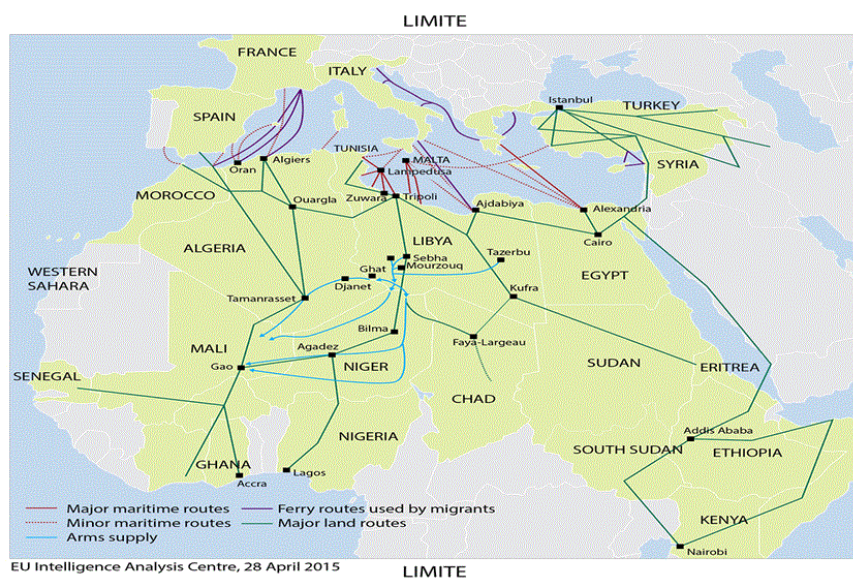 LIMITE
FRANCE
ITALY
SPAIN
Istanbul
TURKEY
Oran
Algiers
TUNISIA
MALTA
Lampedusa
SYRIA
MOROCCO
Ouargla
Zuwara
Tripoli
Ajdabiya
Alexandria
Cairo
ALGERIA
LIBYA
Sebha
Mourzouq
Tazerbu
EGYPT
WESTERN
SAHARA
Ghat
Djanet
Tamanrasset
Kufra
Bilma
MALI
Agadez
Faya-Largeau
SUDAN
ERITREA
Gao
NIGER
SENEGAL
CHAD
NIGERIA
Addis Ababa
SOUTH SUDAN
ETHIOPIA
GHANA
Accra
Lagos
KENYA
Nairobi
Major maritime routes
Ferry routes used by migrants
Minor maritime routes
Major land routes
Arms supply
EU Intelligence Analysis Centre, 28 April 2015
LIMITE